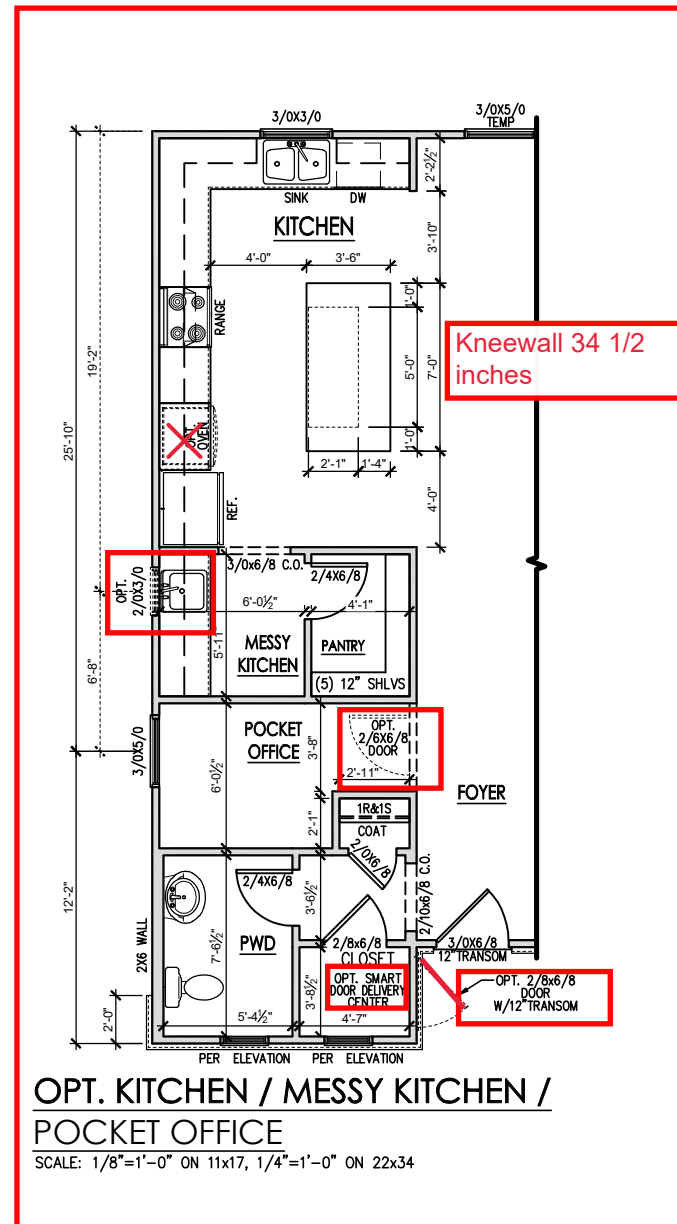 3/0X3/0
3/0X5/0
TEMP
SINK
DW
2'-2½"
KITCHEN
3'-10"
4'-0"
3'-6"
1'-0"
RANGE
19'-2"
5'-0"
7'-0"
Kneewall 34 1/2
inches
25'-10"
OPT.
OVEN
1'-0"
2'-1"
1'-4"
REF.
4'-0"
3/0x6/8 C.O.
2/4X6/8
OPT.
2/0X3/0
6'-0½"
4'-1"
5'-11"
MESSY
KITCHEN
PANTRY
6'-8"
(5) 12" SHLVS
3/0X5/0
POCKET
OFFICE
OPT.
2/6X6/8
DOOR
3'-8"
2'-11"
6'-0½"
FOYER
1R&1S
COAT
2'-1"
2/0X6/8
2/4X6/8
2/10x6/8 C.O.
12'-2"
3'-6½"
2X6 WALL
7'-6½"
PWD
2/8x6/8
CLOSET
3/0X6/8
12"TRANSOM
OPT. SMART
DOOR DELIVERY
CENTER
OPT. 2/8x6/8
DOOR
W/12"TRANSOM
3'-8½"
2'-0"
5'-4½"
4'-7"
PER ELEVATION
PER ELEVATION
OPT. KITCHEN / MESSY KITCHEN /
POCKET OFFICE
SCALE: 1/8"=1'-0" ON 11x17, 1/4"=1'-0" ON 22x34